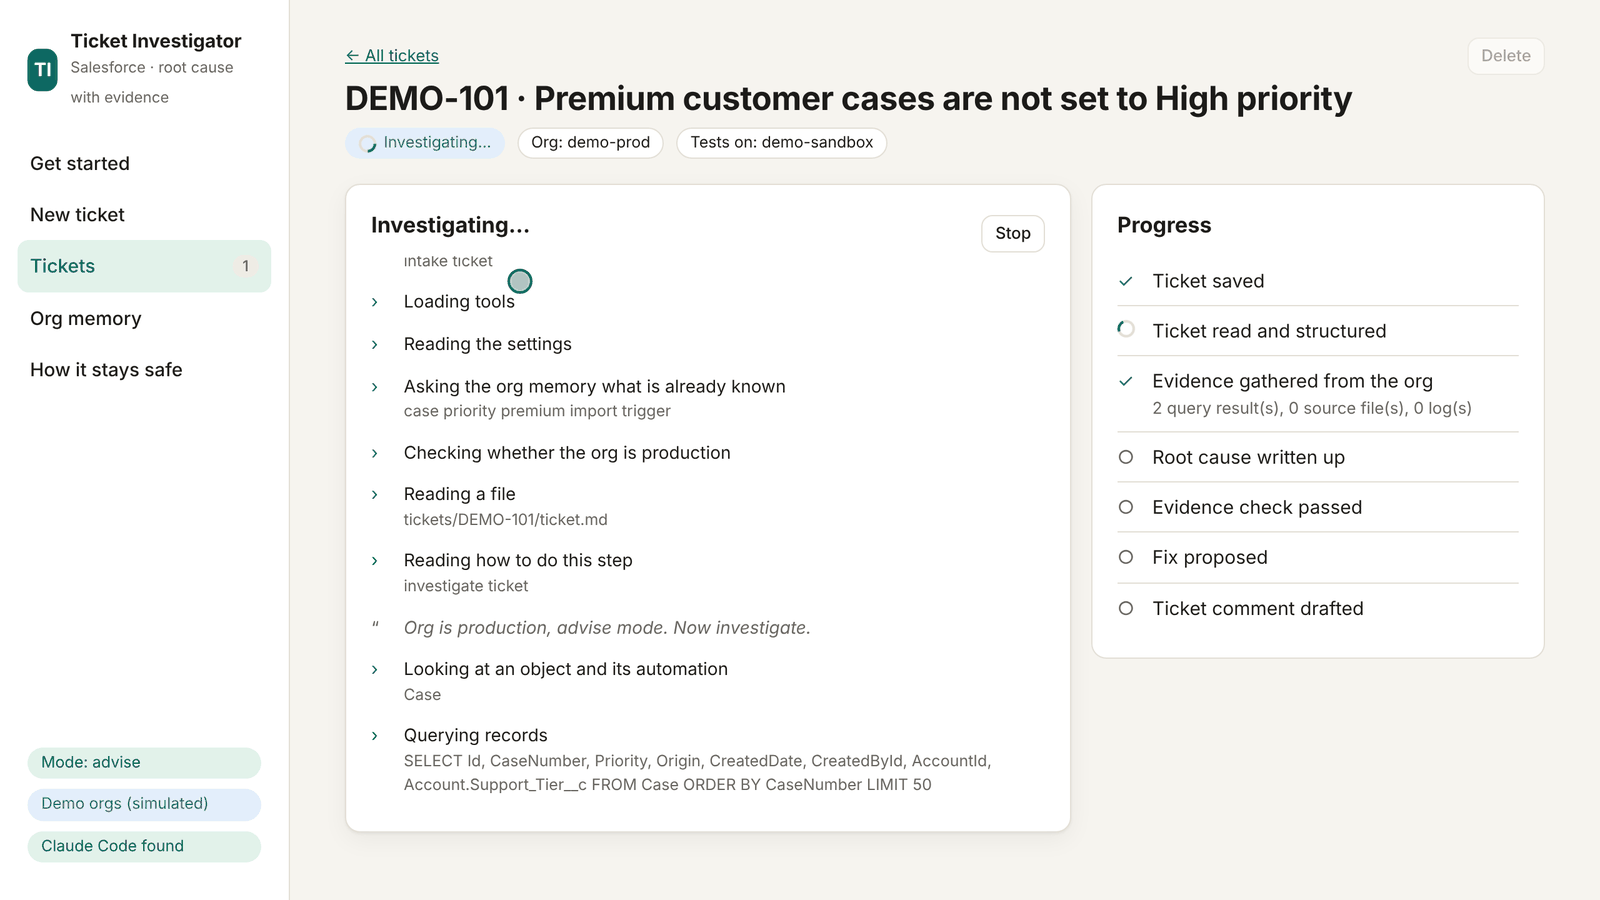 TI
Ticket Investigator
Salesforce · root cause
with evidence
Get started
New ticket
Tickets 1
Org memory
How it stays safe
Mode: advise
Demo orgs (simulated)
Claude Code found
← All tickets
Delete
DEMO-101 · Premium customer cases are not set to High priority
Investigating...
Org: demo-prod
Tests on: demo-sandbox
Investigating...
Stop
intake ticket
› Loading tools
› Reading the settings
› Asking the org memory what is already known
case priority premium import trigger
› Checking whether the org is production
› Reading a file
tickets/DEMO-101/ticket.md
› Reading how to do this step
investigate ticket
“ Org is production, advise mode. Now investigate.
› Looking at an object and its automation
Case
› Querying records
SELECT Id, CaseNumber, Priority, Origin, CreatedDate, CreatedById, AccountId,
Account.Support_Tier__c FROM Case ORDER BY CaseNumber LIMIT 50
Progress
✓ Ticket saved
Ticket read and structured
✓ Evidence gathered from the org
2 query result(s), 0 source file(s), 0 log(s)
Root cause written up
Evidence check passed
Fix proposed
Ticket comment drafted